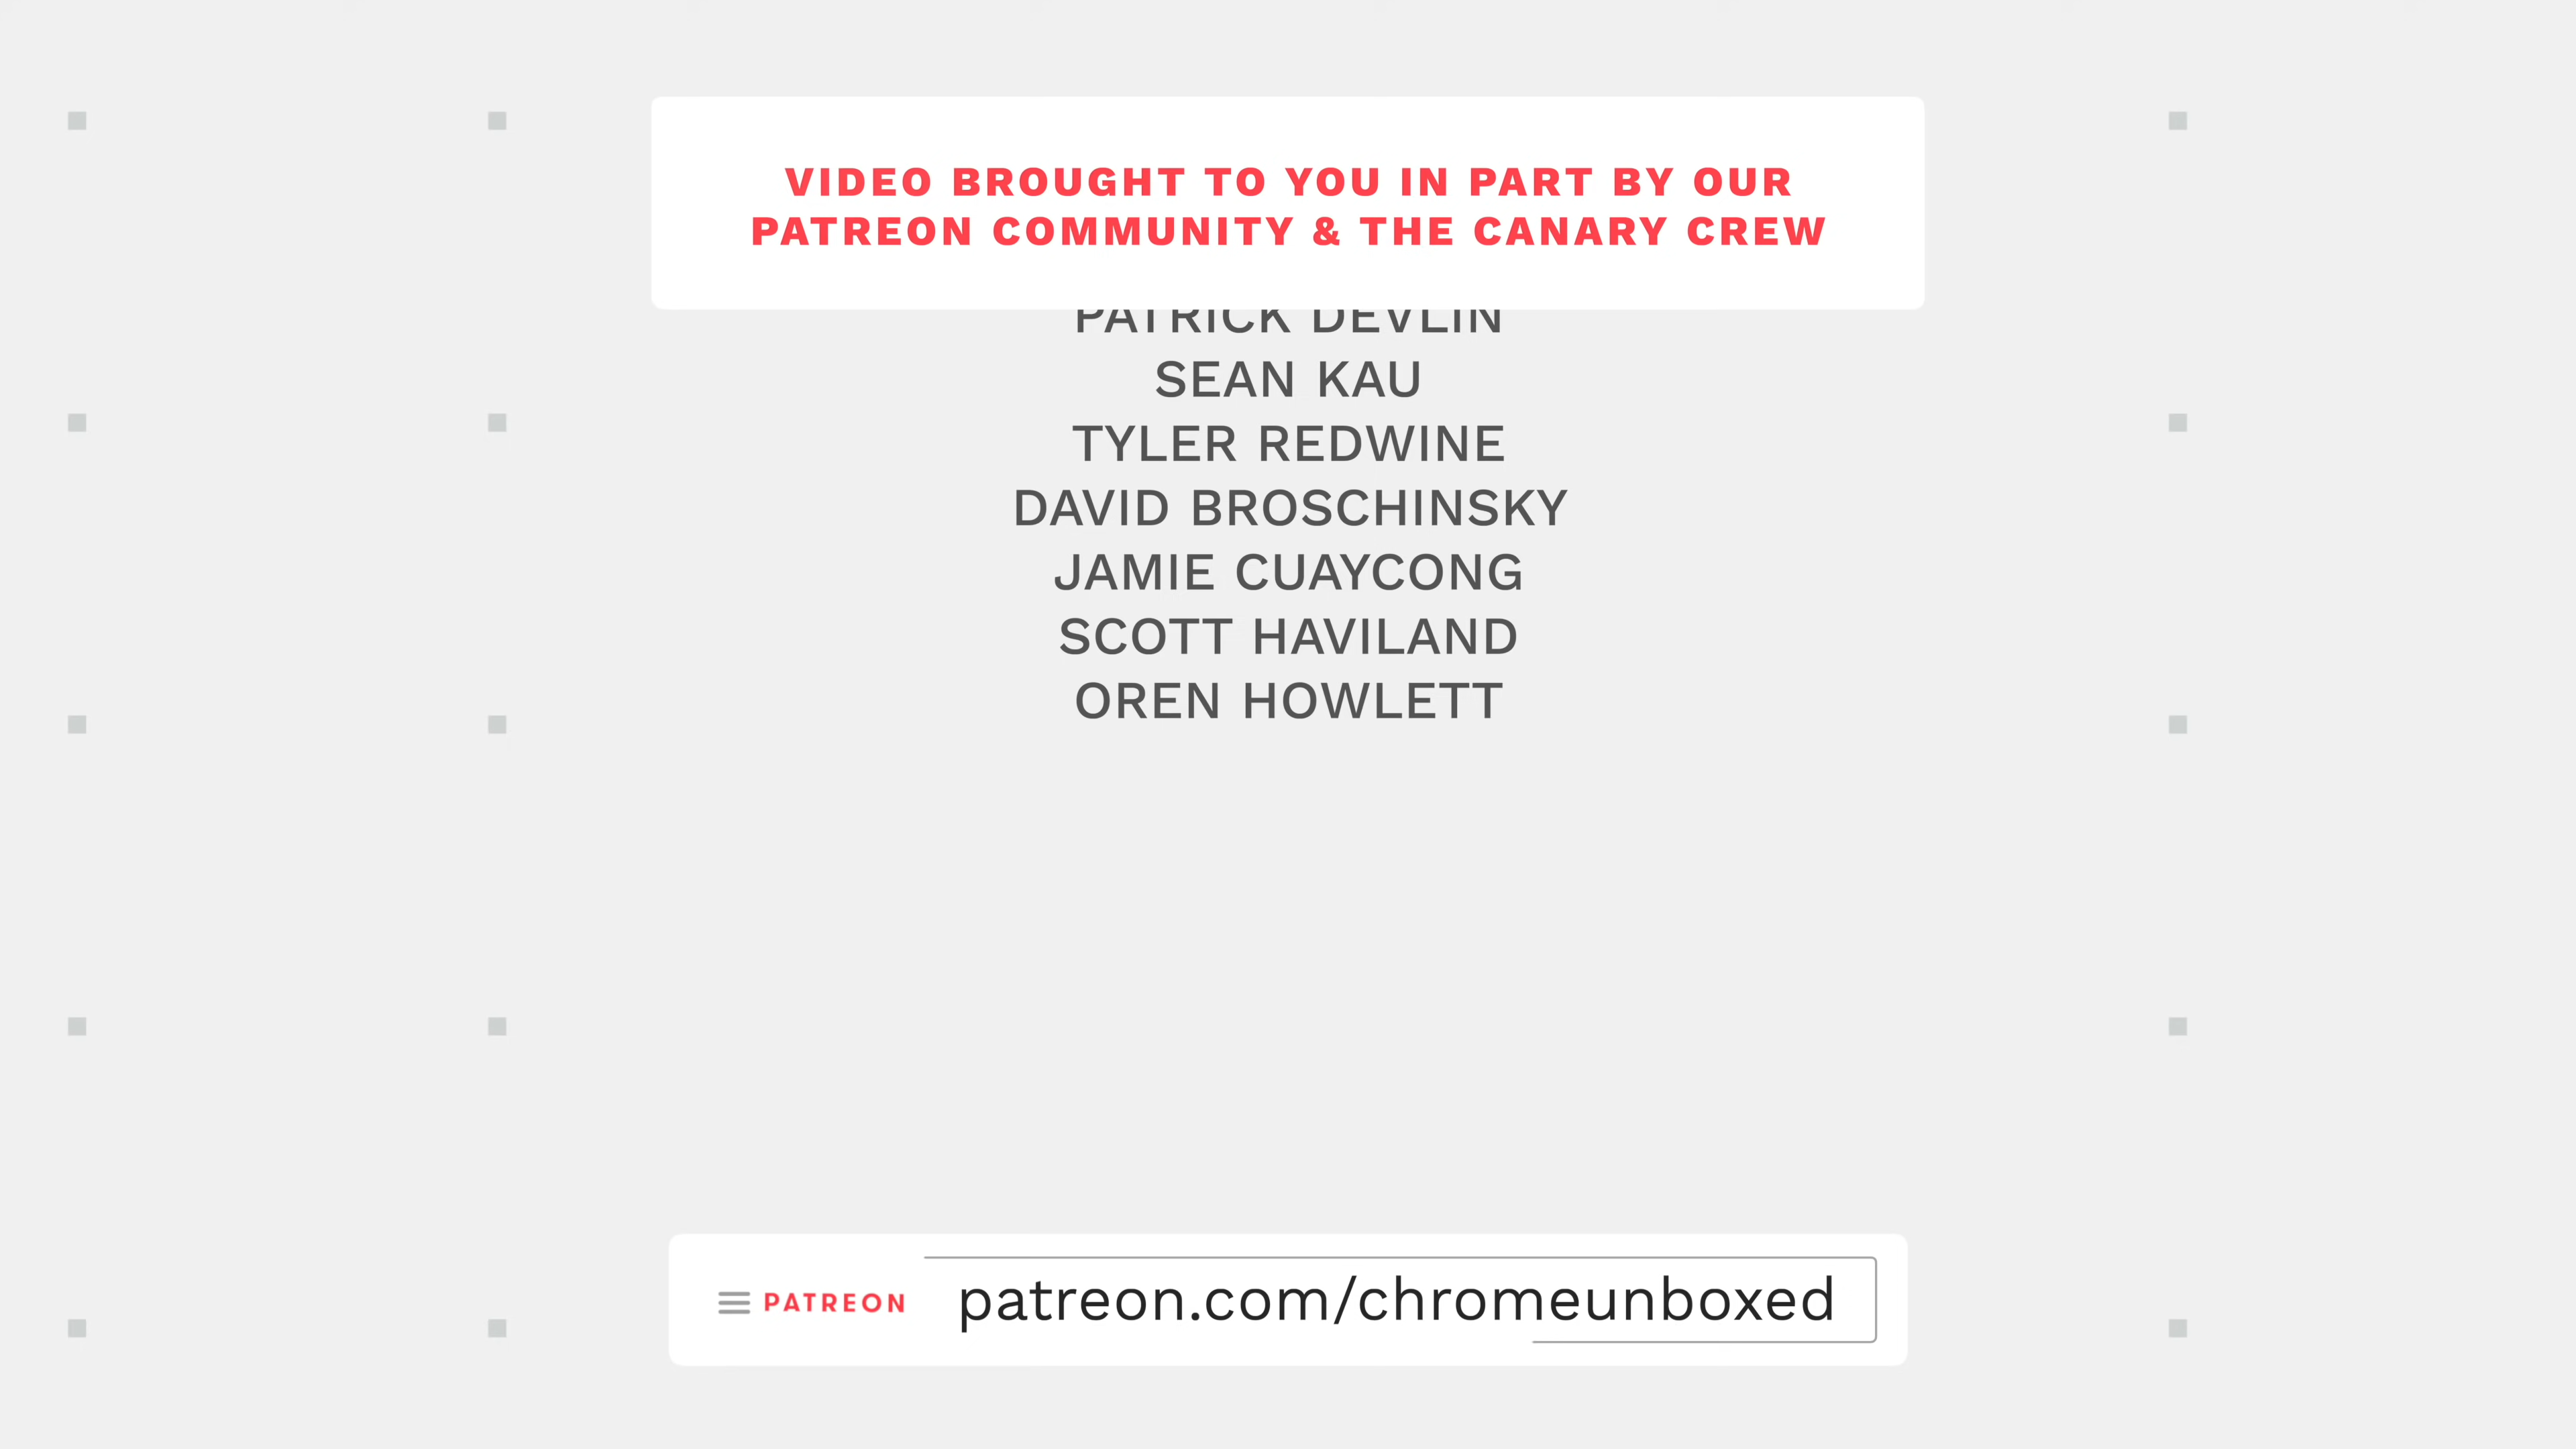 VIDEO BROUGHT TO YOU IN PART BY OUR
PATREON COMMUNITY & THE CANARY CREW
PATRICK DEVLIN
SEAN KAU
TYLER REDWINE
DAVID BROSCHINSKY
JAMIE CUAYCONG
SCOTT HAVILAND
OREN HOWLETT
PATREON patreon.com/chromeunboxed